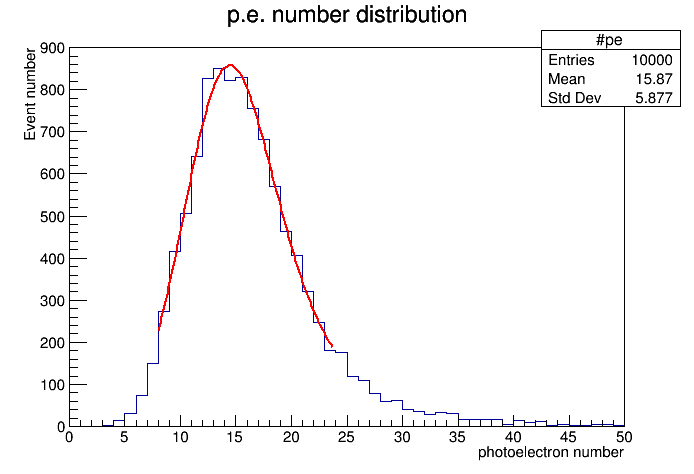 p.e. number distribution
#pe
Entries 10000
Mean 15.87
Std Dev 5.877
Event number
900
800
700
600
500
400
300
200
100
0
0 5 10 15 20 25 30 35 40 45 50
photoelectron number